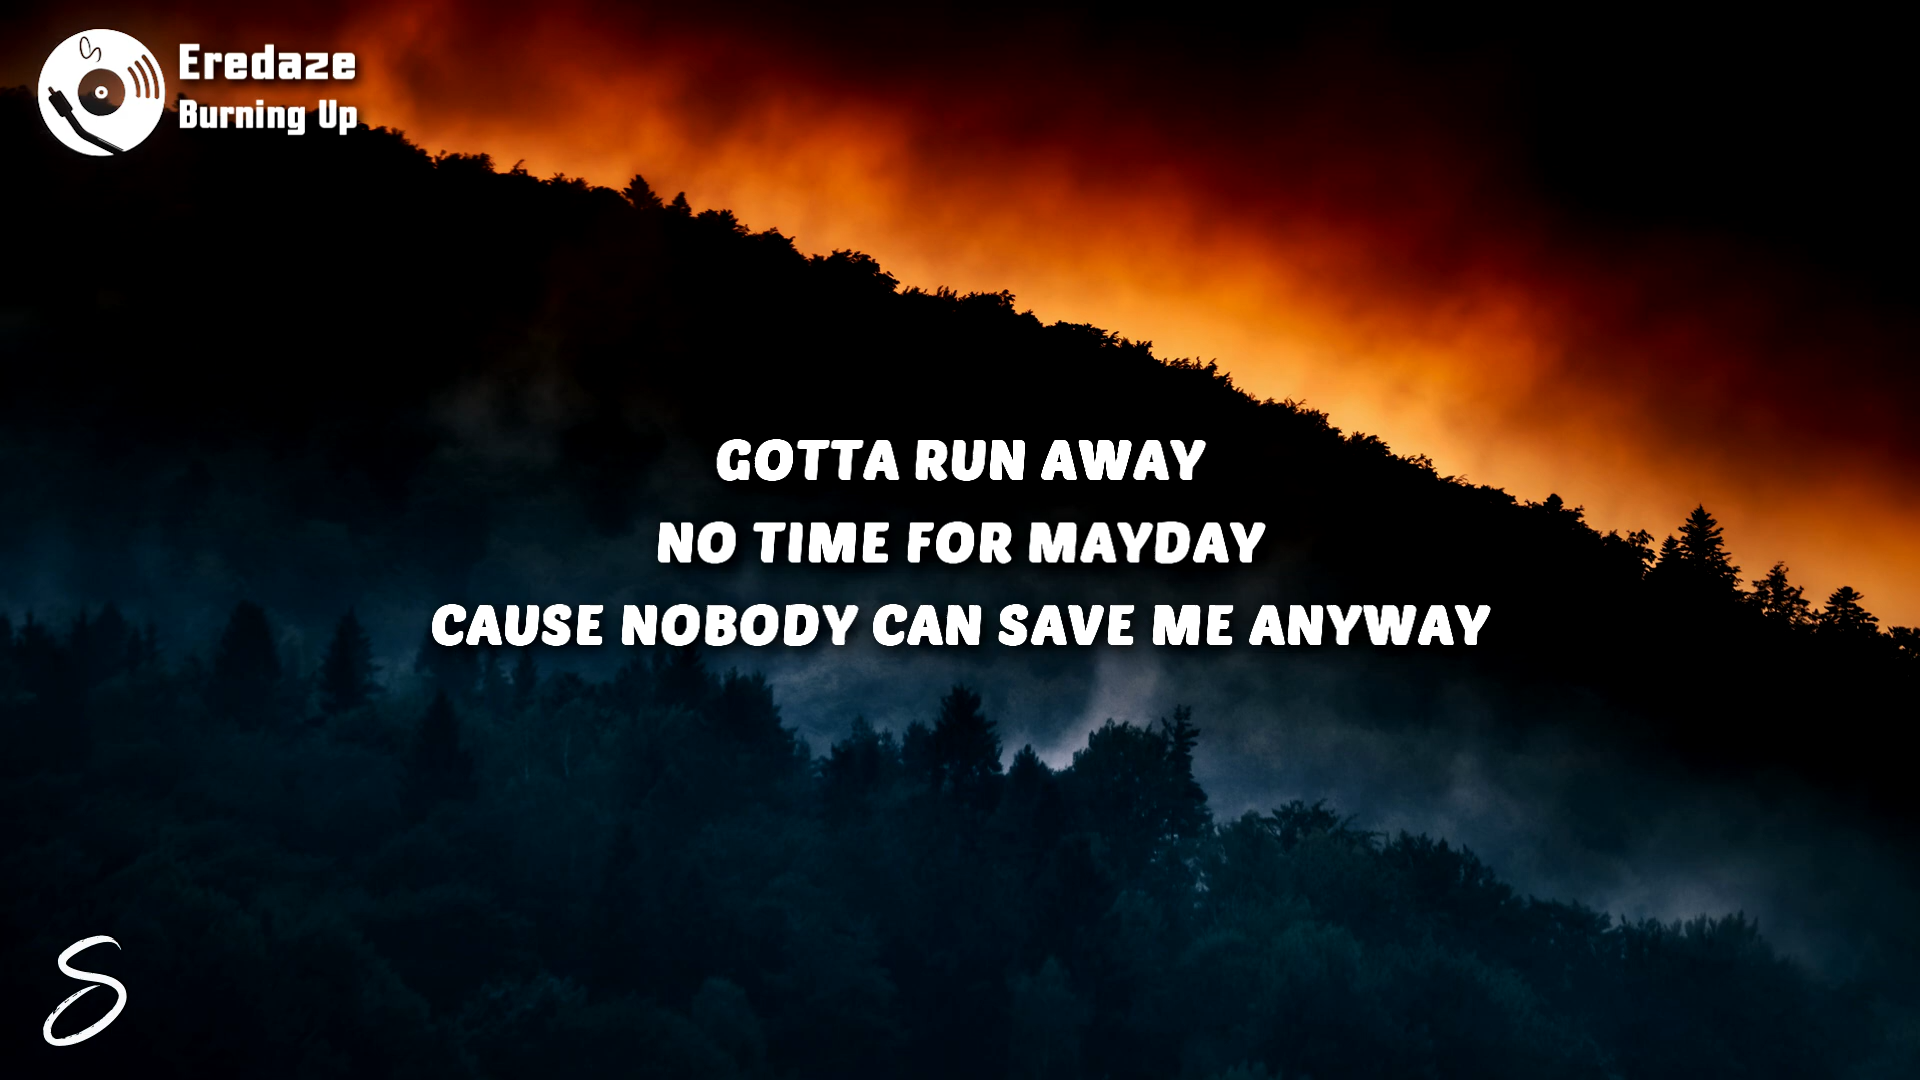 Eredaze
Burning Up
GOTTA RUN AWAY
NO TIME FOR MAYDAY
CAUSE NOBODY CAN SAVE ME ANYWAY
S